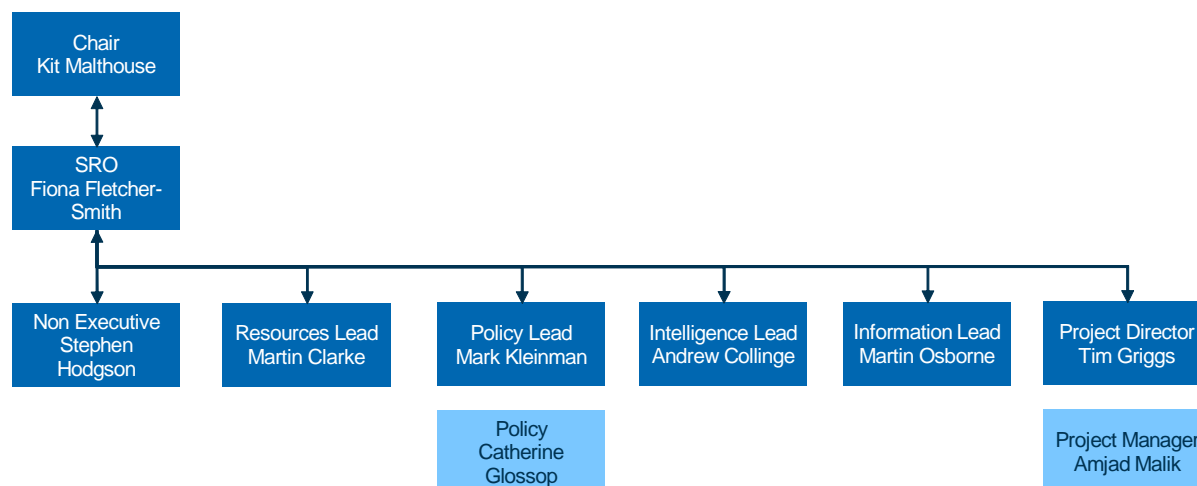 Chair
Kit Malthouse
SRO
Fiona Fletcher-
Smith
Non Executive
Stephen
Hodgson
Resources Lead
Martin Clarke
Policy Lead
Mark Kleinman
Intelligence Lead
Andrew Collinge
Information Lead
Martin Osborne
Project Director
Tim Griggs
Policy
Catherine
Glossop
Project Manager
Amjad Malik